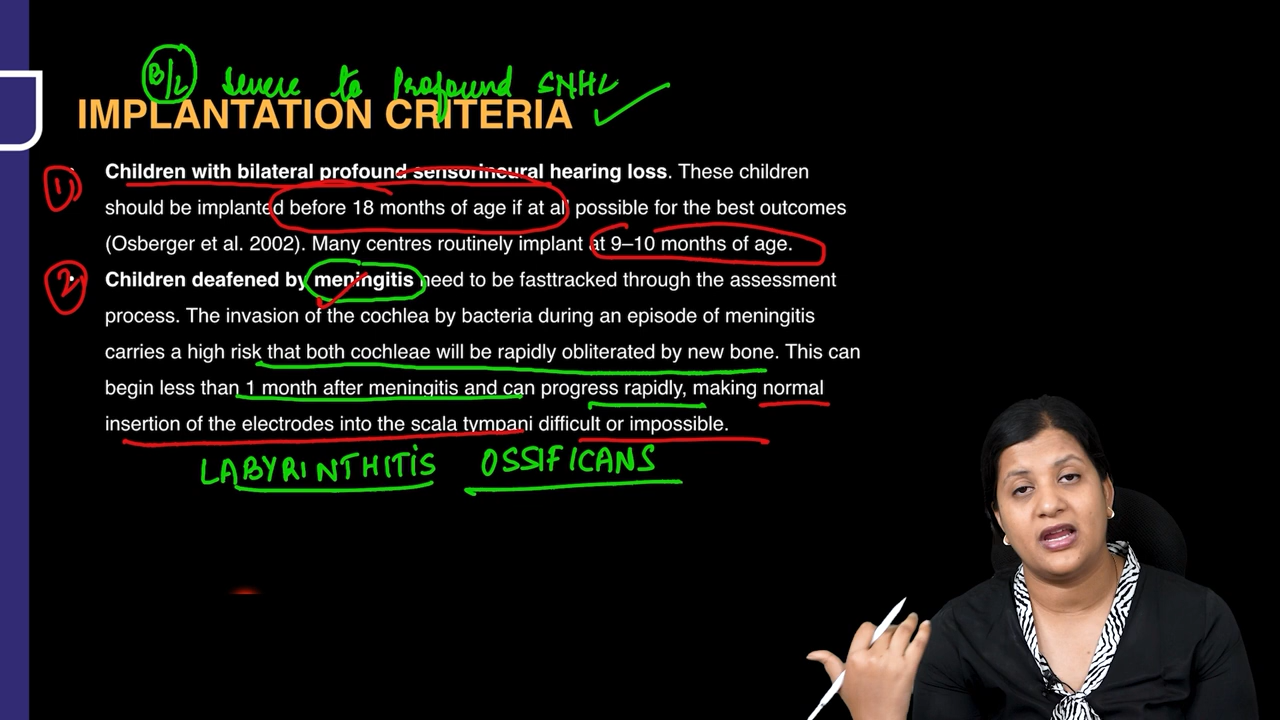 B/L Severe to Profound SNHL
IMPLANTATION CRITERIA
1) Children with bilateral profound sensorineural hearing loss. These children
should be implanted before 18 months of age if at all possible for the best outcomes
(Osberger et al. 2002). Many centres routinely implant at 9–10 months of age.
2 Children deafened by meningitis need to be fasttracked through the assessment
process. The invasion of the cochlea by bacteria during an episode of meningitis
carries a high risk that both cochleae will be rapidly obliterated by new bone. This can
begin less than 1 month after meningitis and can progress rapidly, making normal
insertion of the electrodes into the scala tympani difficult or impossible.
LABYRINTHITIS OSSIFICANS